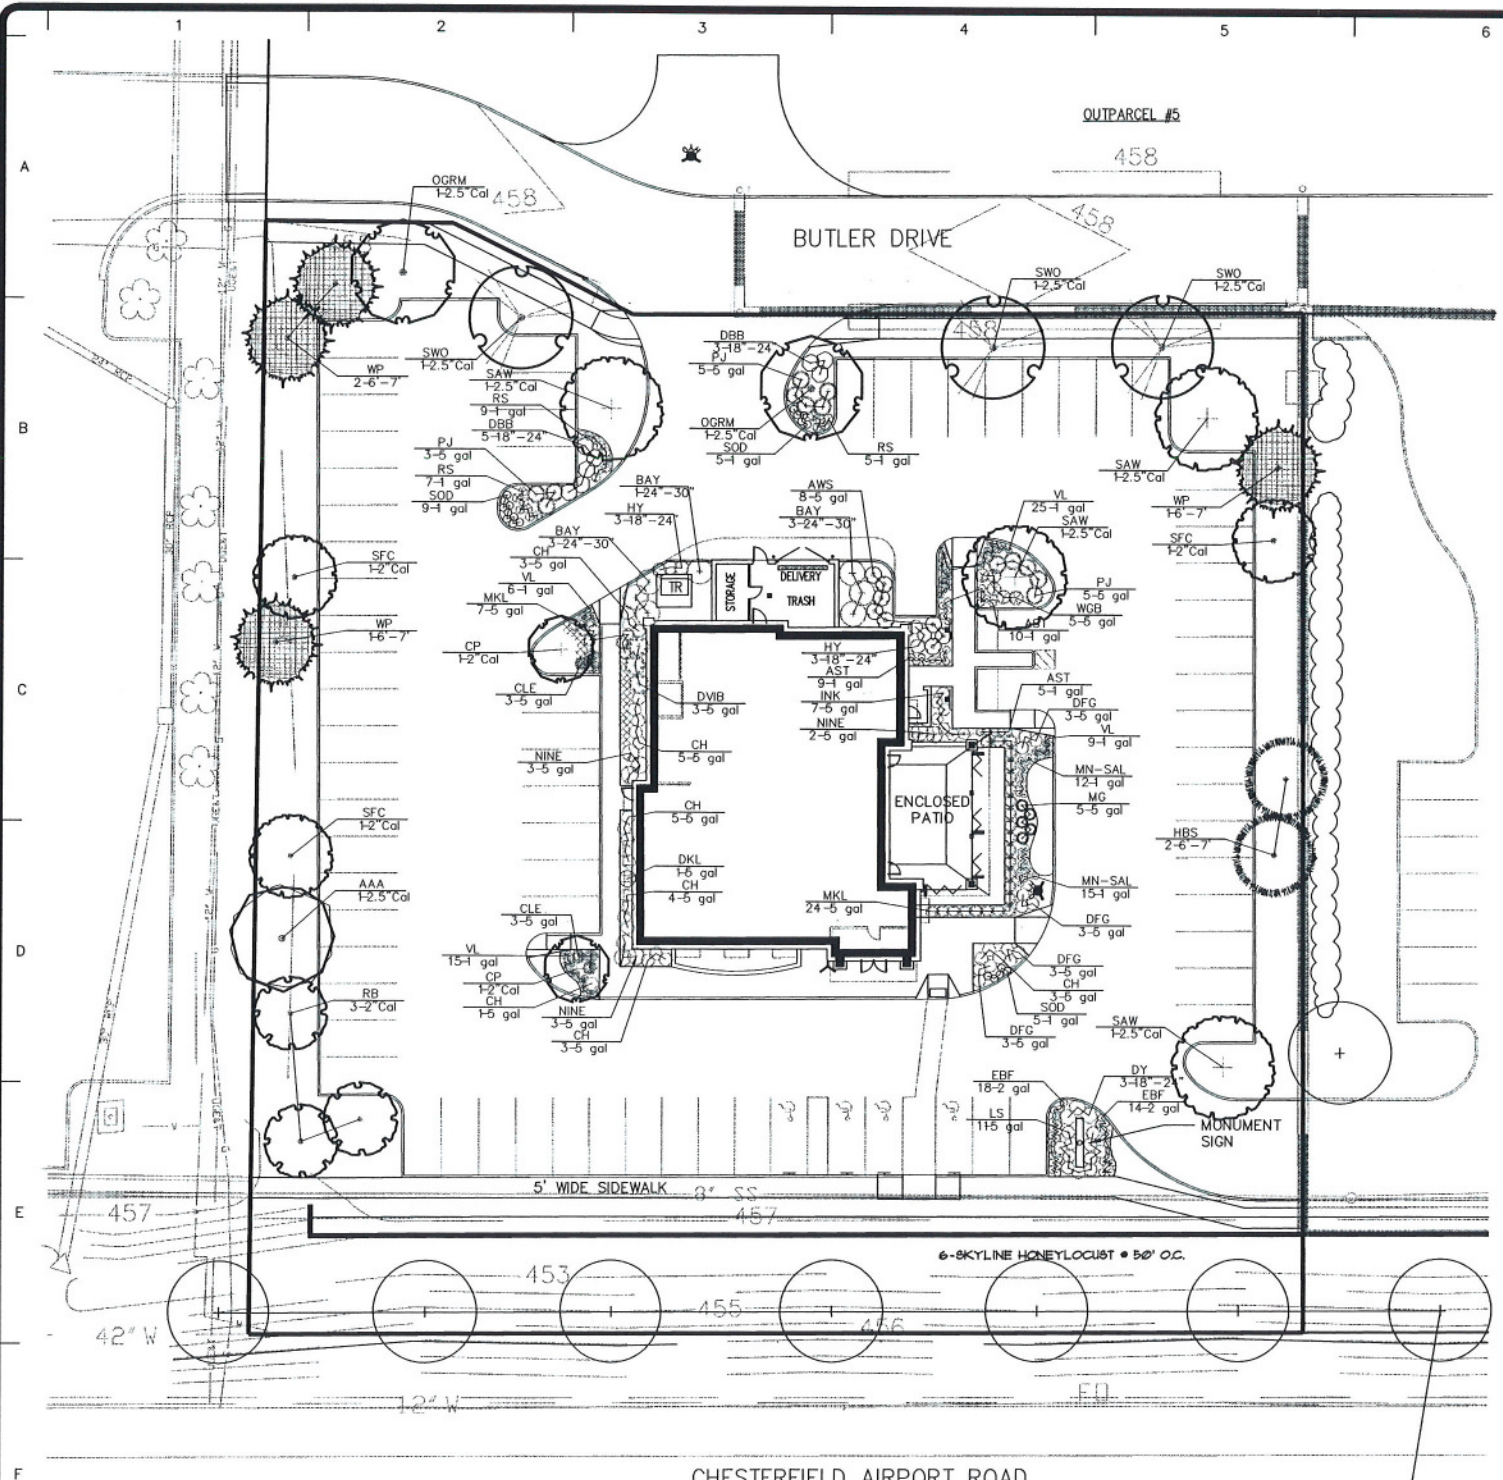 1 2 3 4 5 6
A
B
C
D
E
F
OUTPARCEL #5
458
OGRM
1-2.5"Cal
458
458
BUTLER DRIVE
SWO
1-2.5"Cal
SWO
1-2.5"Cal
458
WP
2-6'-7'
SWO
1-2.5"Cal
SAW
1-2.5"Cal
RS
9-1 gal
DBB
5-18"-24"
PJ
3-5 gal
RS
7-1 gal
SOD
9-1 gal
DBB
3-18"-24"
PJ
5-5 gal
OGRM
1-2.5"Cal
SOD
5-1 gal
RS
5-1 gal
24" RCP
30" RCP
SAW
1-2.5"Cal
WP
1-6'-7'
SFC
1-2"Cal
BAY
1-24"-30"
HY
3-18"-24"
BAY
3-24"-30"
CH
3-5 gal
VL
6-1 gal
MKL
7-5 gal
AWS
8-5 gal
BAY
3-24"-30"
VL
25-1 gal
SAW
1-2.5"Cal
PJ
5-5 gal
WGB
5-5 gal
10-1 gal
SFC
1-2"Cal
WP
1-6'-7'
CP
1-2"Cal
CLE
3-5 gal
TR
STORAGE
DELIVERY
TRASH
HY
3-18"-24"
AST
9-1 gal
INK
7-5 gal
NINE
2-5 gal
AST
5-1 gal
DFG
3-5 gal
VL
9-1 gal
MN-SAL
12-1 gal
MG
5-5 gal
DVIB
3-5 gal
CH
5-5 gal
NINE
3-5 gal
CH
5-5 gal
ENCLOSED
PATIO
HBS
2-6'-7'
SFC
1-2"Cal
AAA
1-2.5"Cal
DKL
1-5 gal
CH
4-5 gal
MKL
24-5 gal
MN-SAL
15-1 gal
DFG
3-5 gal
CLE
3-5 gal
VL
15-1 gal
CP
1-2"Cal
CH
1-5 gal
NINE
3-5 gal
CH
3-5 gal
RB
3-2"Cal
DFG
3-5 gal
CH
3-5 gal
SOD
5-1 gal
DFG
3-5 gal
SAW
1-2.5"Cal
EBF
18-2 gal
LS
11-5 gal
DY
3-18"-24"
EBF
14-2 gal
MONUMENT
SIGN
5' WIDE SIDEWALK
8" SS
457
457
6-SKYLINE HONEYLOCUST @ 50' O.C.
453
455
456
42" W
12" W
FO
CHESTERFIELD AIRPORT ROAD